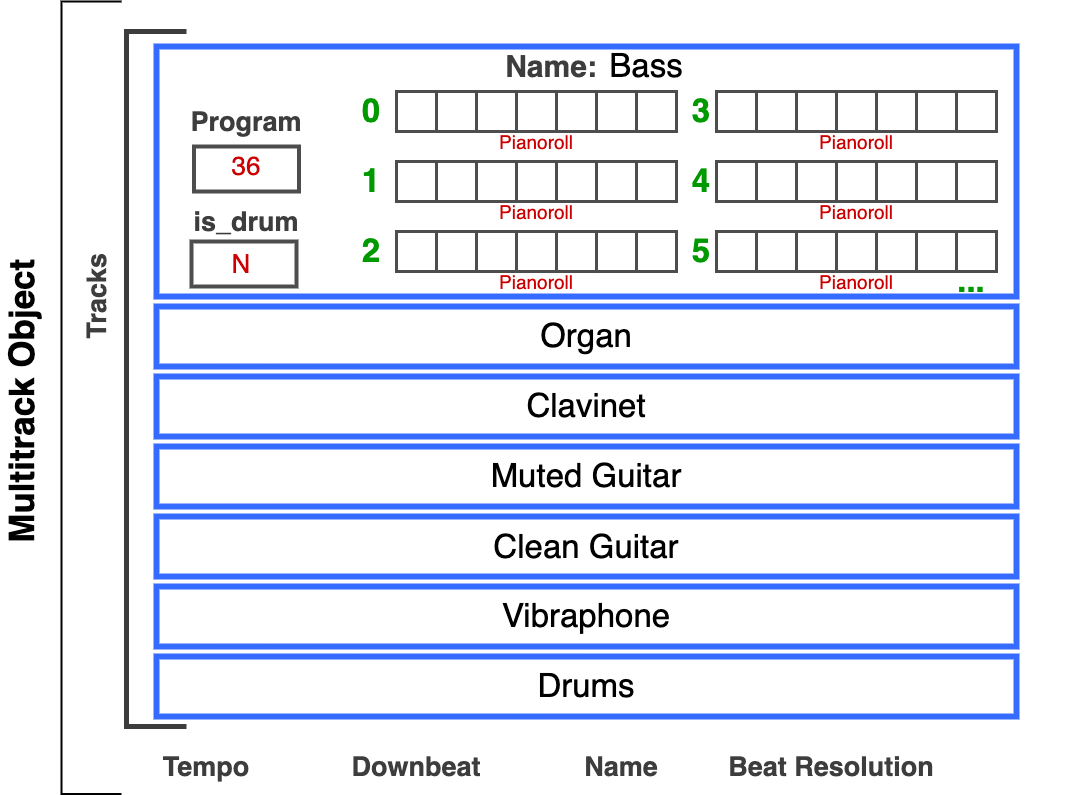 Multitrack Object
Tracks
Name: Bass
Program
36
is_drum
N
0
Pianoroll
1
Pianoroll
2
Pianoroll
3
Pianoroll
4
Pianoroll
5
Pianoroll
...
Organ
Clavinet
Muted Guitar
Clean Guitar
Vibraphone
Drums
Tempo Downbeat Name Beat Resolution